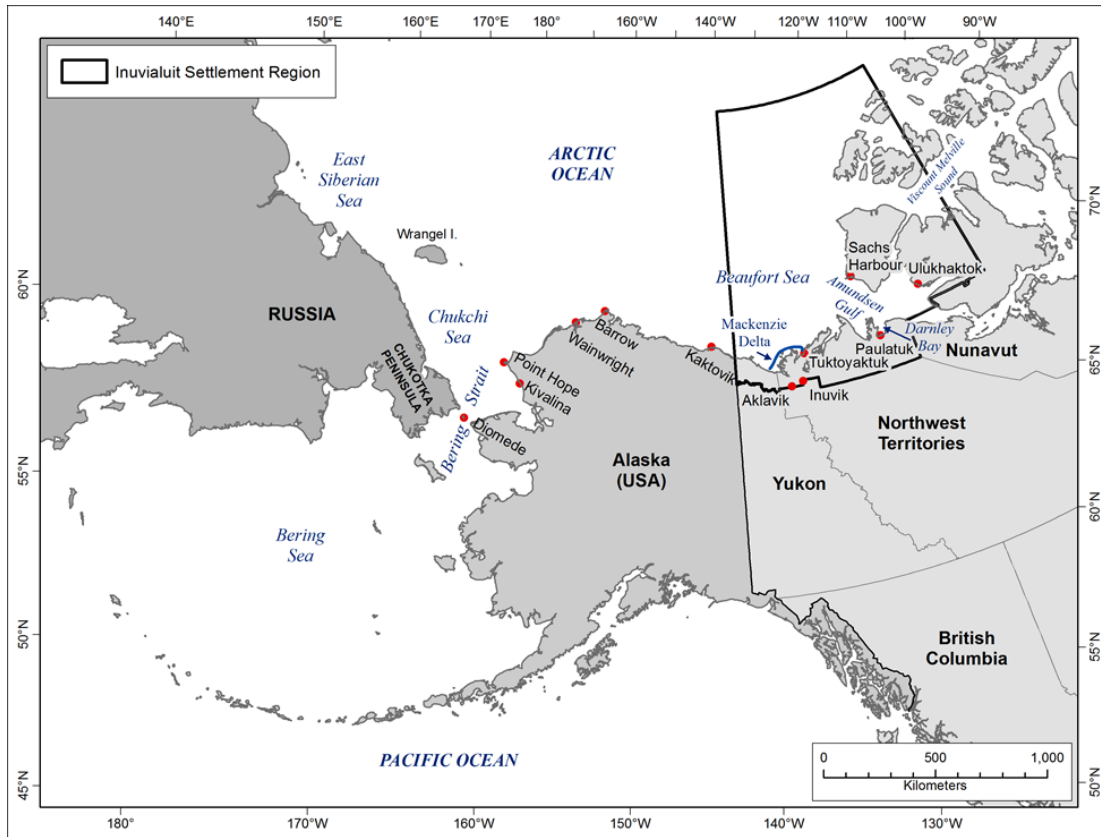 140°E
150°E
160°E
170°E
180°
160°W
140°W
120°W
110°W
100°W
90°W
Inuvialuit Settlement Region
East
Siberian
Sea
ARCTIC
OCEAN
Viscount Melville
Sound
70°N
Wrangel I.
Sachs
Harbour
Ulukhaktok
Beaufort Sea
Amundsen
Gulf
60°N
RUSSIA
Chukchi
Sea
Barrow
Wainwright
Mackenzie
Delta
Darnley
Bay
Paulatuk
Nunavut
65°N
CHUKOTKA
PENINSULA
Point Hope
Kivalina
Kaktovik
Tuktoyaktuk
Aklavik
Inuvik
Bering Strait
Diomede
Northwest
Territories
55°N
Alaska
(USA)
Yukon
60°N
Bering
Sea
50°N
British
Columbia
55°N
PACIFIC OCEAN
0 500 1,000
Kilometers
45°N
50°N
180°
170°W
160°W
150°W
140°W
130°W